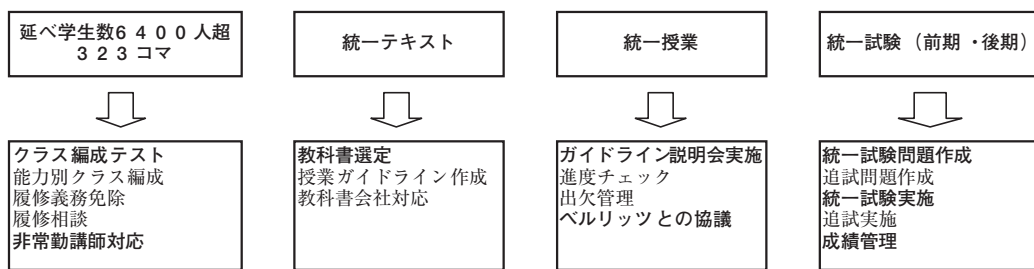 延べ学生数6400人超
323コマ
統一テキスト
統一授業
統一試験（前期・後期）
クラス編成テスト
能力別クラス編成
履修義務免除
履修相談
非常勤講師対応
教科書選定
授業ガイドライン作成
教科書会社対応
ガイドライン説明会実施
進度チェック
出欠管理
ベルリッツとの協議
統一試験問題作成
追試問題作成
統一試験実施
追試実施
成績管理